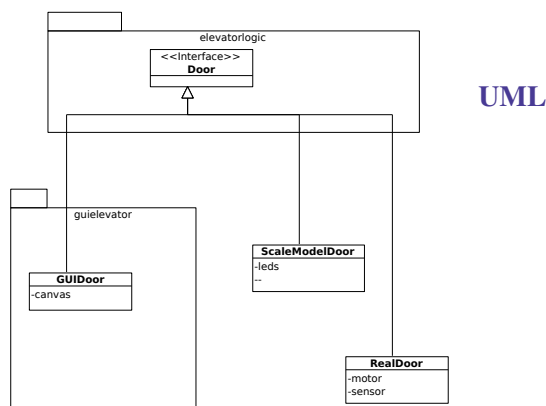 elevatorlogic
<<Interface>>
Door
UML
guielevator
GUIDoor
-canvas
ScaleModelDoor
-leds
--
RealDoor
-motor
-sensor